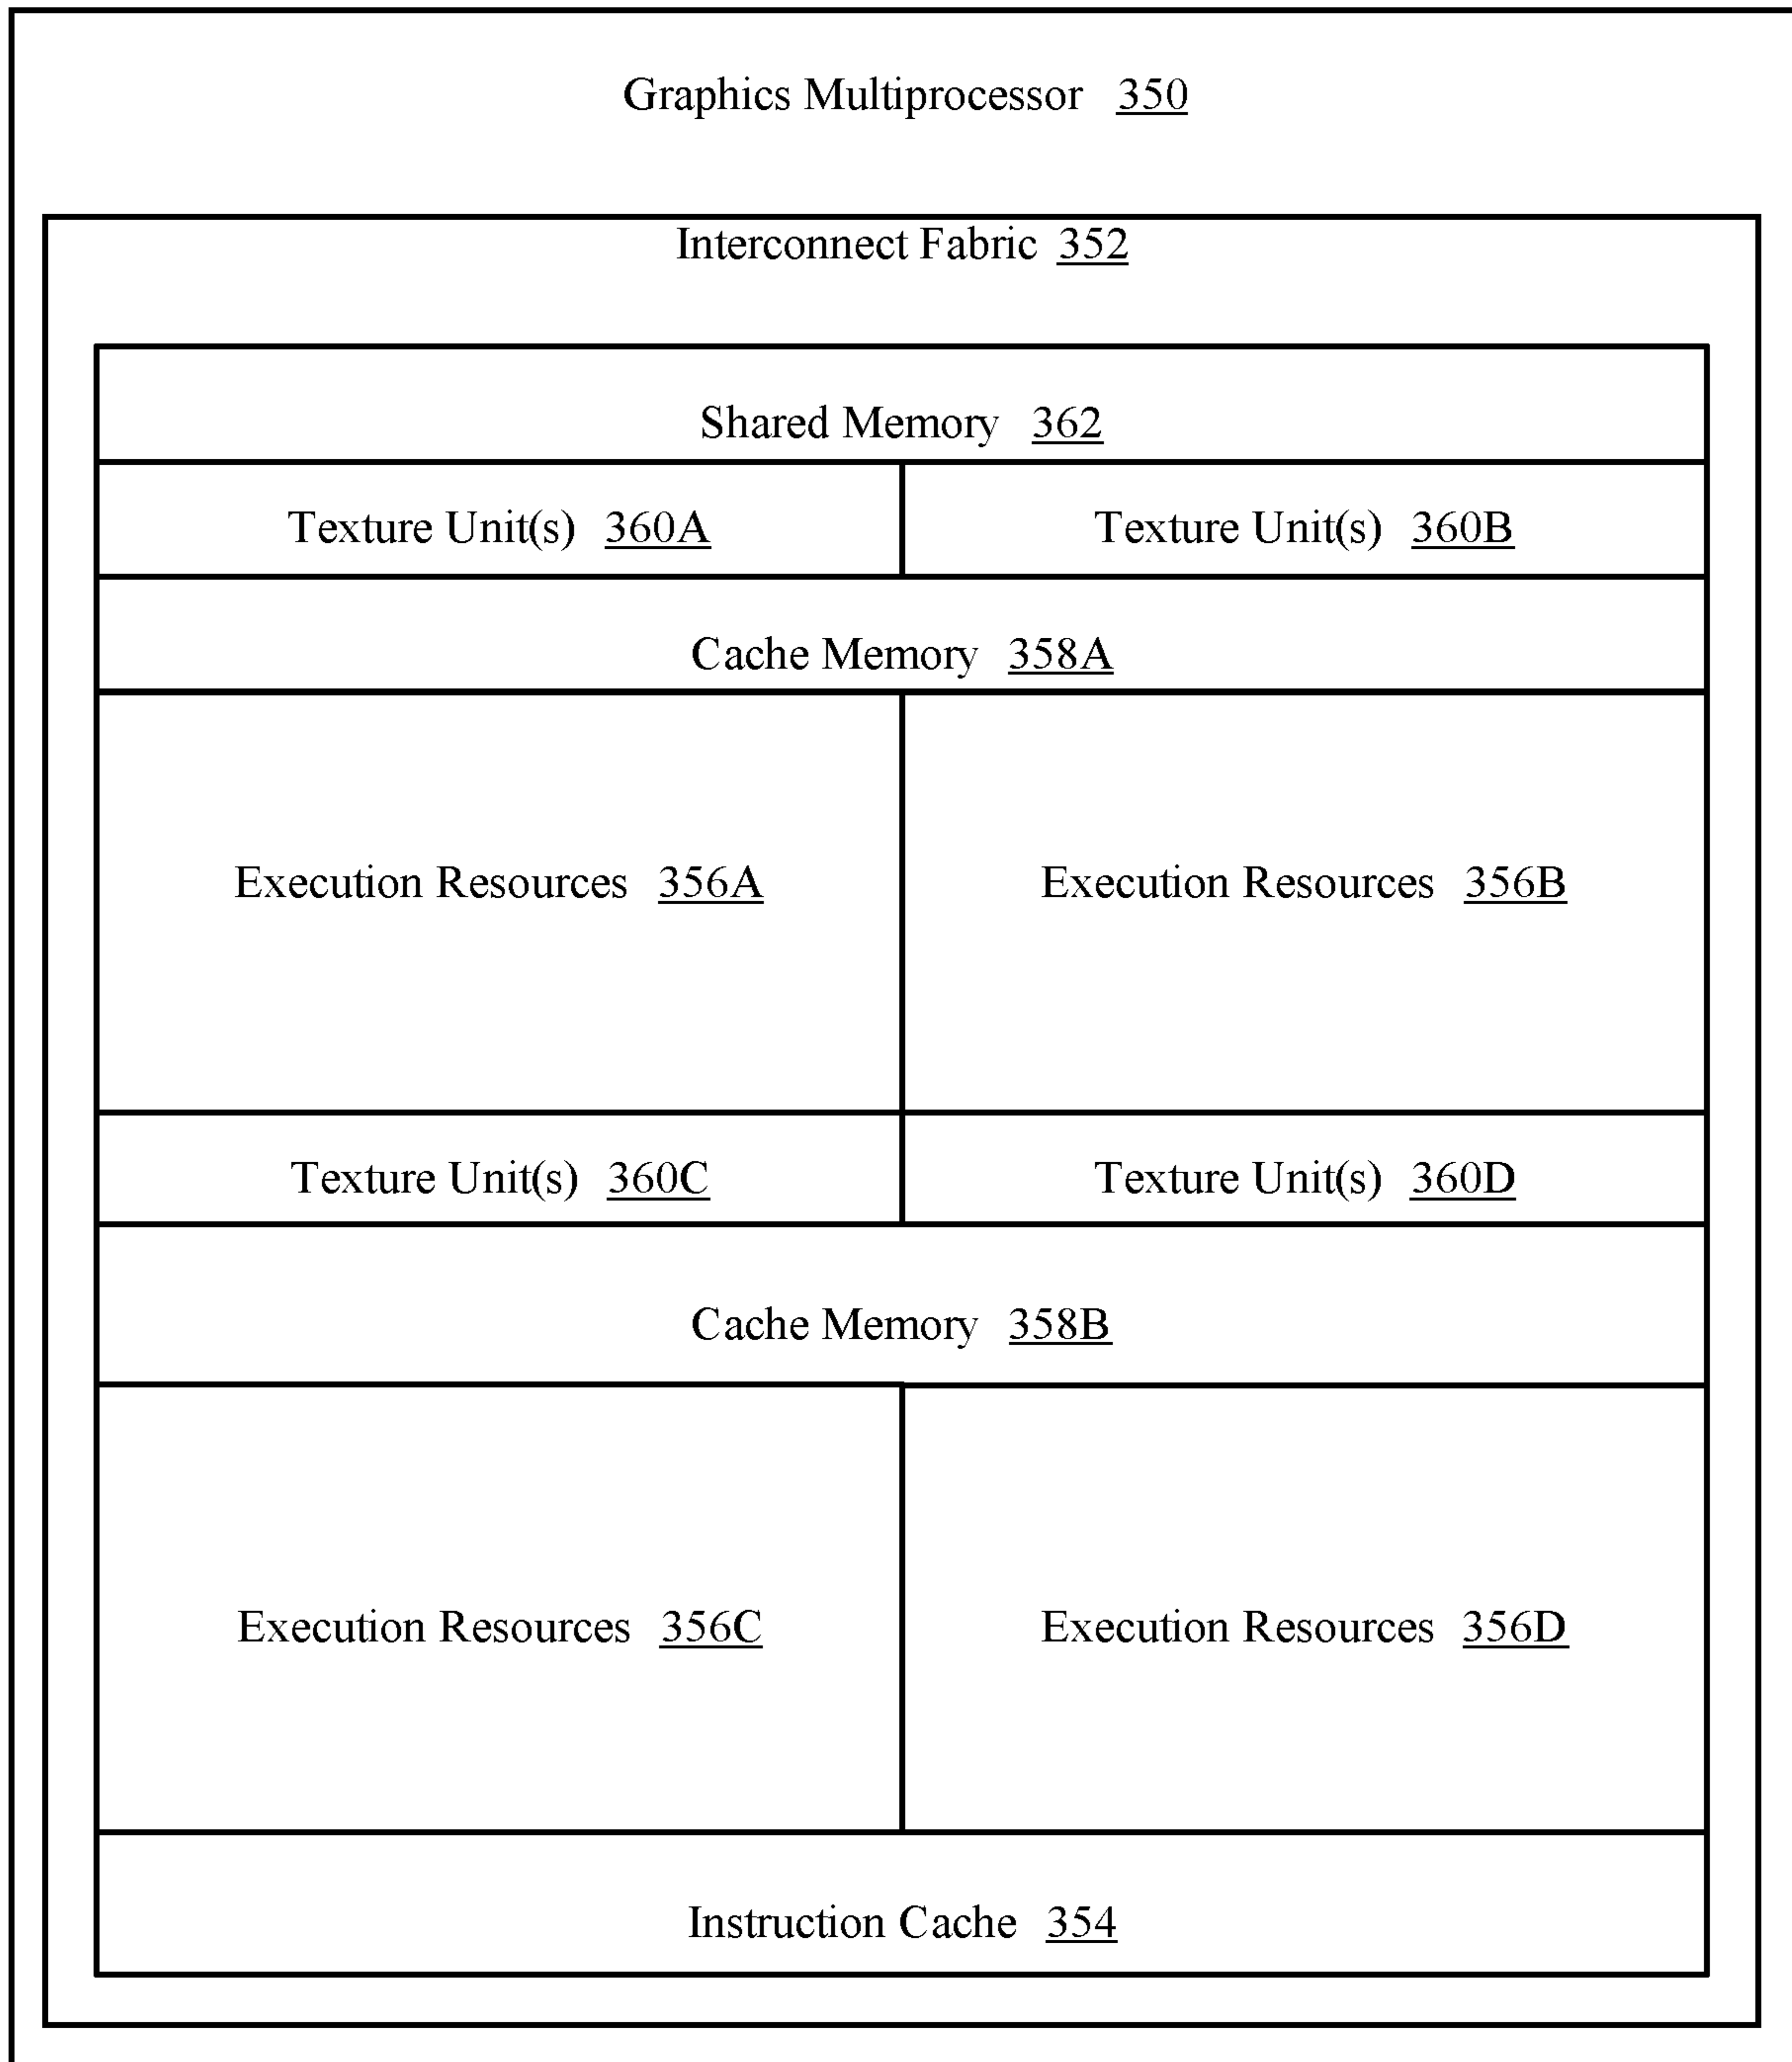 Graphics Multiprocessor 350
Interconnect Fabric 352
Shared Memory 362
Texture Unit(s) 360A
Texture Unit(s) 360B
Cache Memory 358A
Execution Resources 356A
Execution Resources 356B
Texture Unit(s) 360C
Texture Unit(s) 360D
Cache Memory 358B
Execution Resources 356C
Execution Resources 356D
Instruction Cache 354